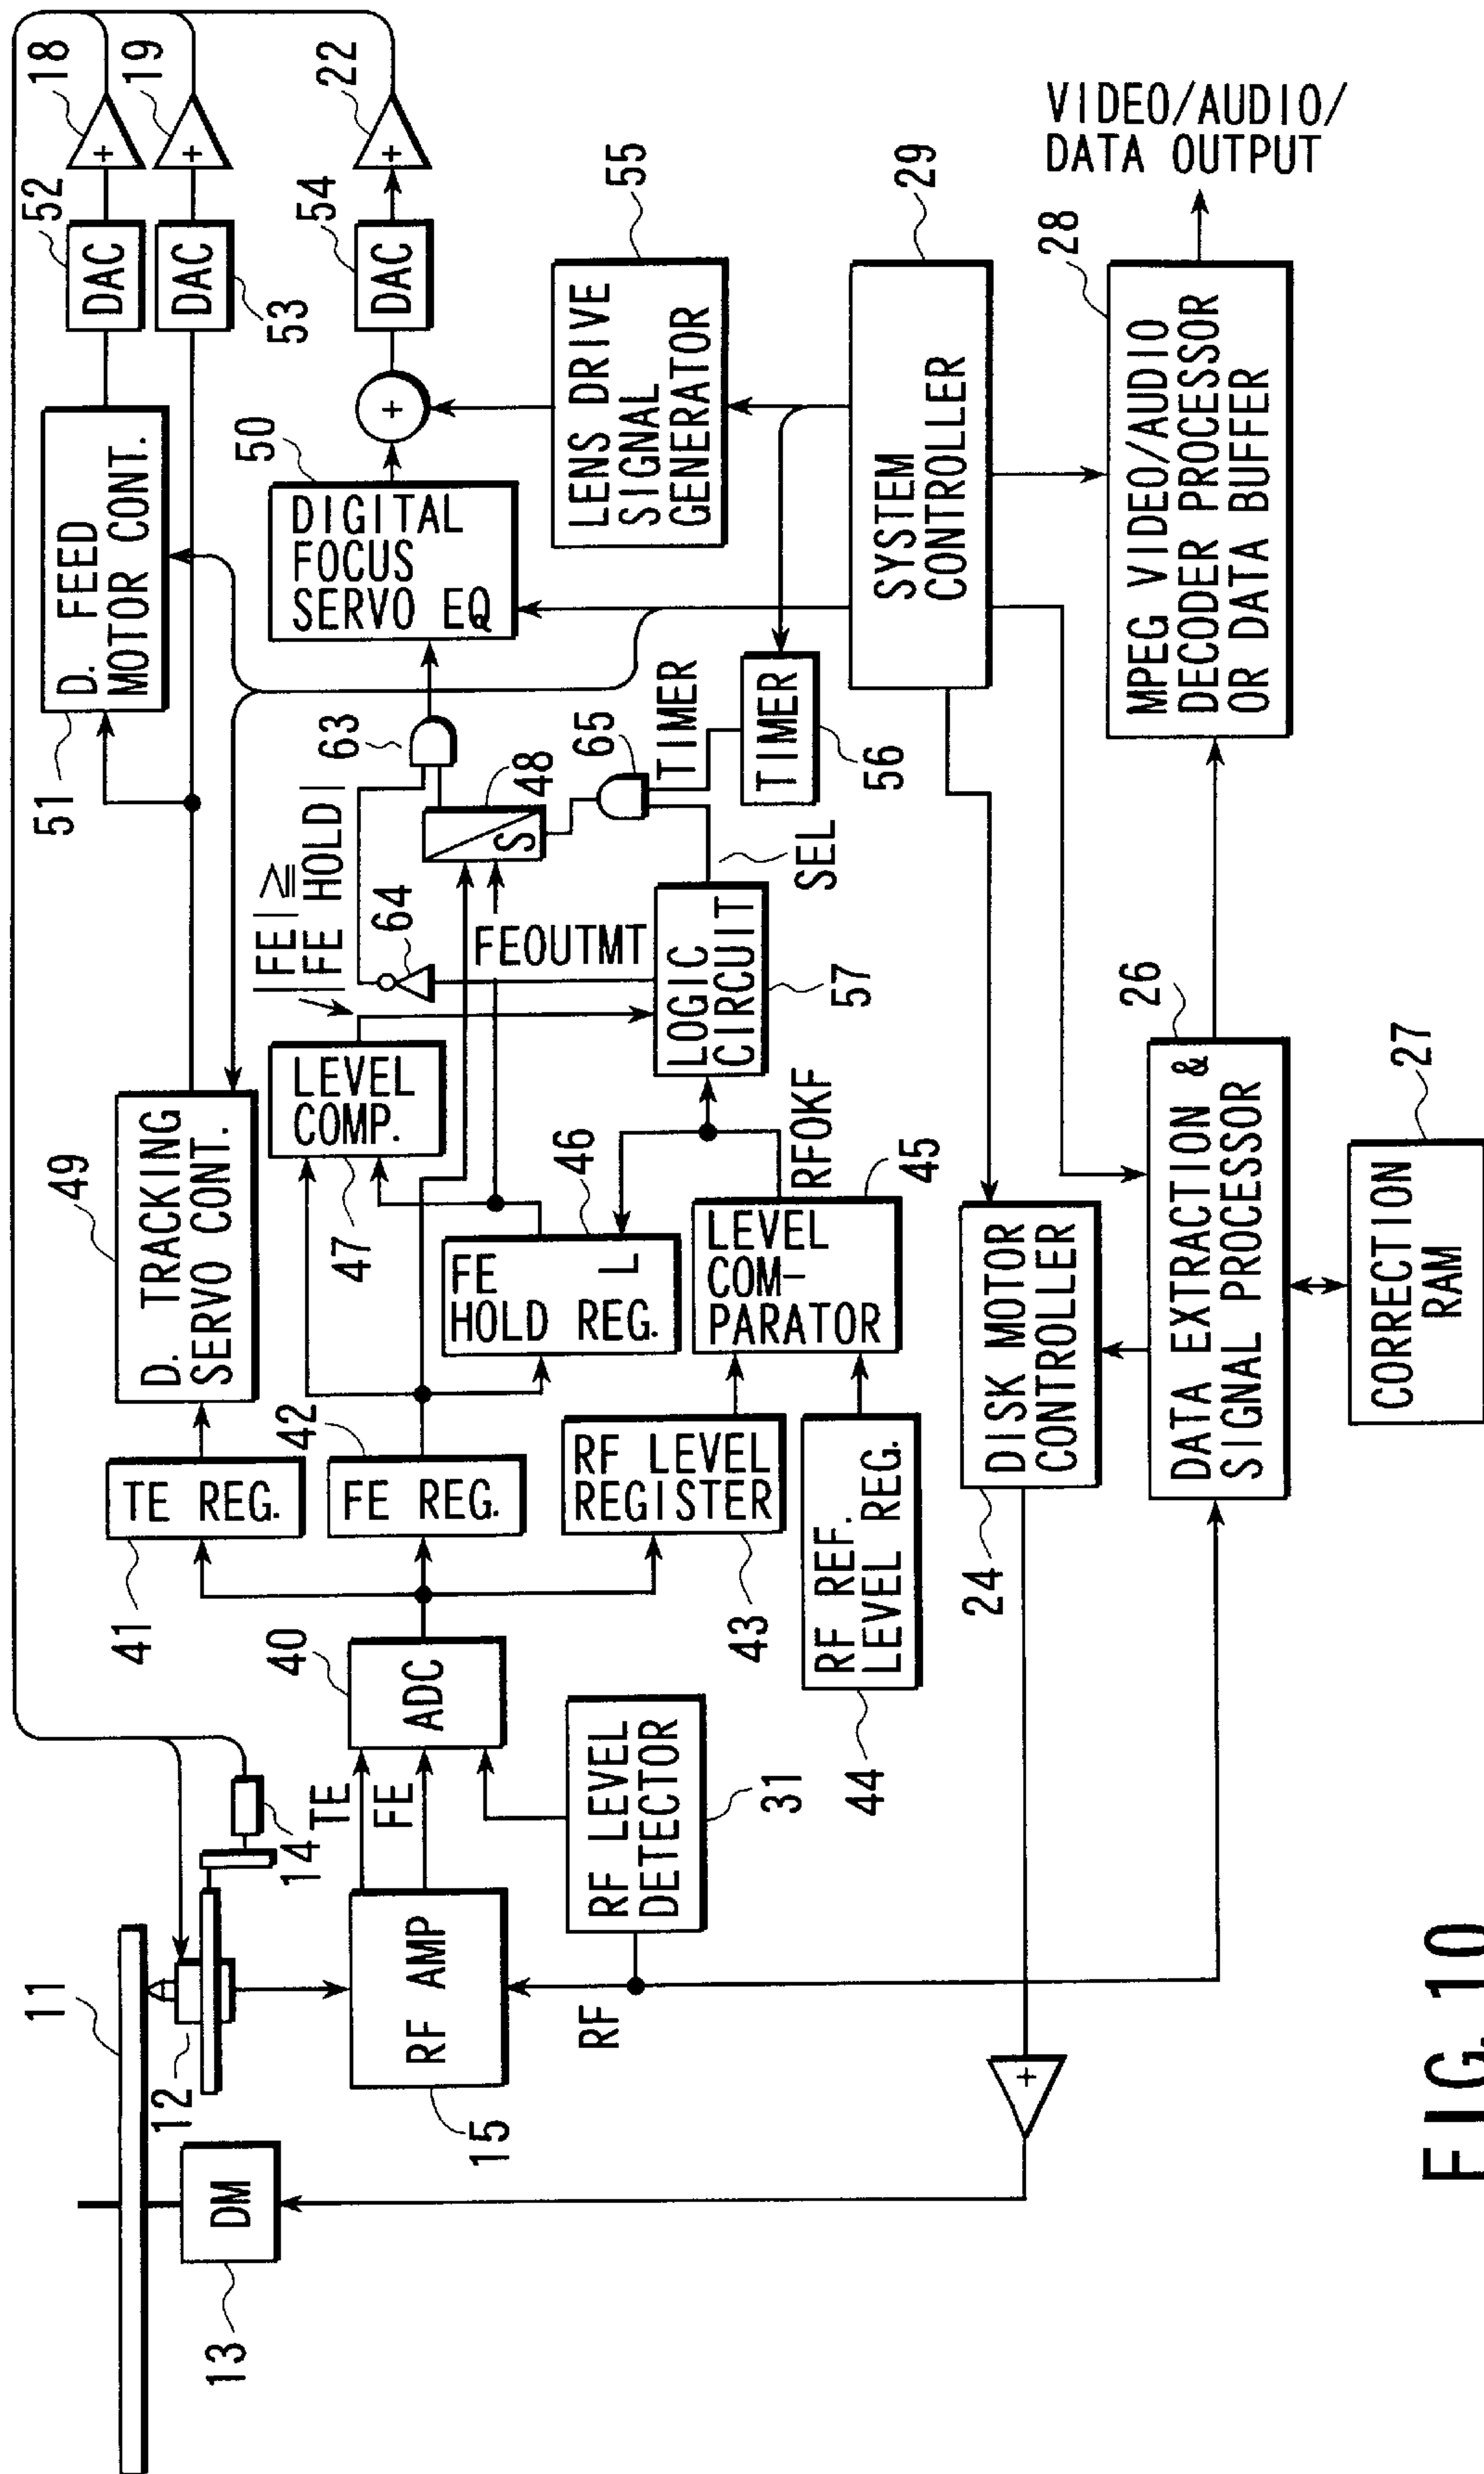 11
12
13
DM
14
15
RF AMP
RF
TE
FE
RF LEVEL
DETECTOR
31
40
ADC
41
TE REG.
42
FE REG.
RF LEVEL
REGISTER
43
RF REF.
LEVEL REG.
44
49
D. TRACKING
SERVO CONT.
LEVEL
COMP.
47
FE
HOLD REG.
L
46
LEVEL
COM-
PARATOR
45
RFOKF
|FE| ≧
|FE HOLD|
64
FEOUTMT
LOGIC
CIRCUIT
57
SEL
S
48
63
65
TIMER
TIMER
56
51
D. FEED
MOTOR CONT.
50
DIGITAL
FOCUS
SERVO EQ
+
LENS DRIVE
SIGNAL
GENERATOR
55
52
DAC
DAC
53
54
DAC
18
+
19
+
22
+
SYSTEM
CONTROLLER
29
DISK MOTOR
CONTROLLER
24
+
DATA EXTRACTION &
SIGNAL PROCESSOR
26
CORRECTION
RAM
27
MPEG VIDEO/AUDIO
DECODER PROCESSOR
OR DATA BUFFER
28
VIDEO/AUDIO/
DATA OUTPUT
FIG. 10